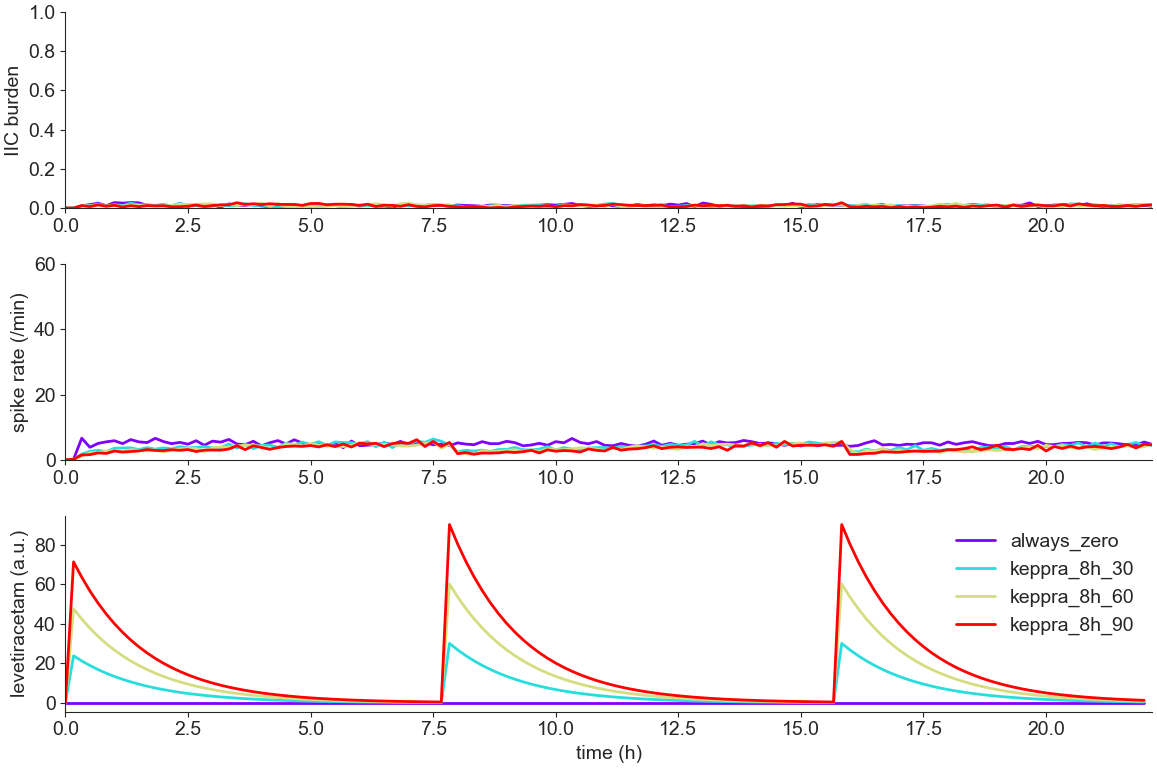 IIC burden
1.0
0.8
0.6
0.4
0.2
0.0
0.0 2.5 5.0 7.5 10.0 12.5 15.0 17.5 20.0
spike rate (/min)
60
40
20
0
0.0 2.5 5.0 7.5 10.0 12.5 15.0 17.5 20.0
levetiracetam (a.u.)
80
60
40
20
0
always_zero
keppra_8h_30
keppra_8h_60
keppra_8h_90
0.0 2.5 5.0 7.5 10.0 12.5 15.0 17.5 20.0
time (h)